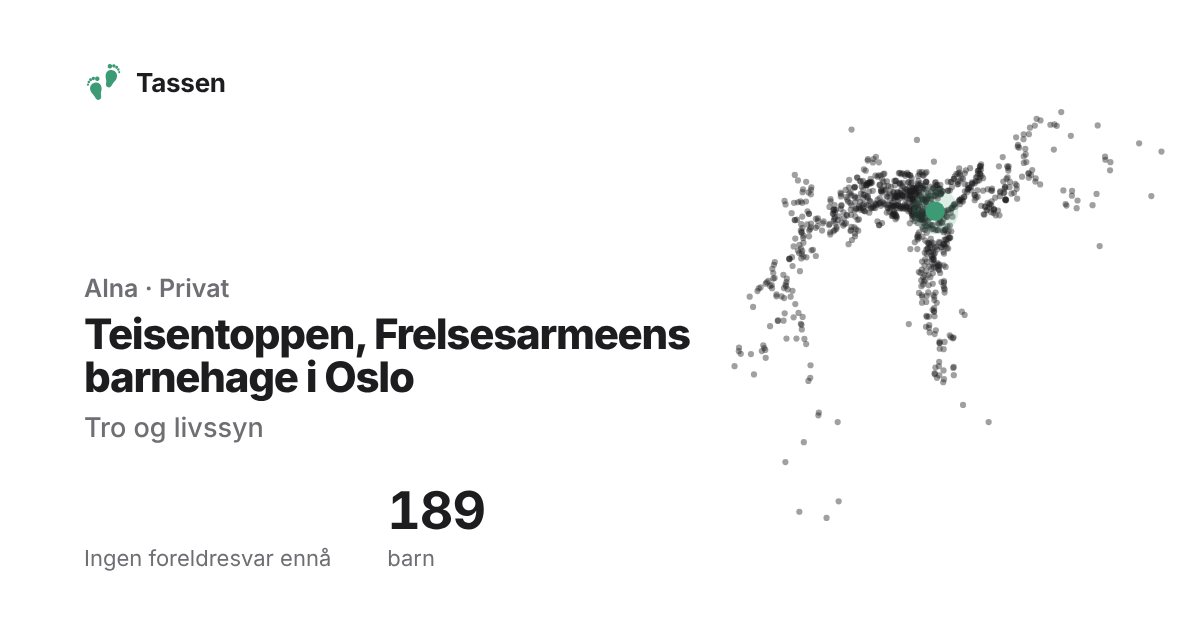 Tassen
Alna · Privat
Teisentoppen, Frelsesarmeens
barnehage i Oslo
Tro og livssyn
189
Ingen foreldresvar ennå
barn